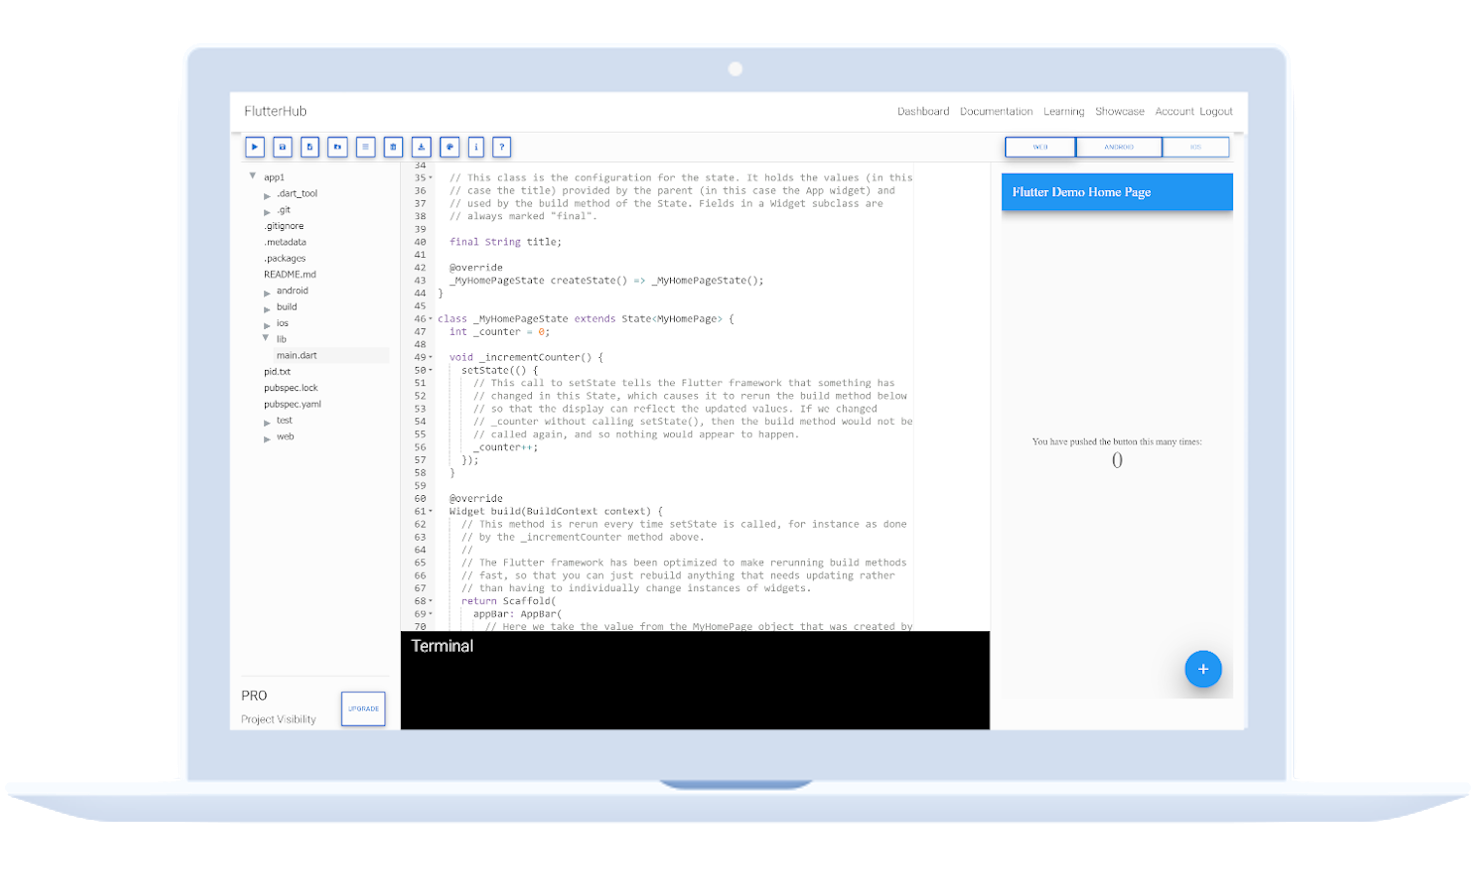 FlutterHub
Dashboard Documentation Learning Showcase Account Logout
i ?
WEB ANDROID IOS
app1
.dart_tool
.git
.gitignore
.metadata
.packages
README.md
android
build
ios
lib
main.dart
pid.txt
pubspec.lock
pubspec.yaml
test
web
PRO
Project Visibility
UPGRADE
34
35 // This class is the configuration for the state. It holds the values (in this
36 // case the title) provided by the parent (in this case the App widget) and
37 // used by the build method of the State. Fields in a Widget subclass are
38 // always marked "final".
39
40 final String title;
41
42 @override
43 _MyHomePageState createState() => _MyHomePageState();
44 }
45
46 class _MyHomePageState extends State<MyHomePage> {
47 int _counter = 0;
48
49 void _incrementCounter() {
50 setState(() {
51 // This call to setState tells the Flutter framework that something has
52 // changed in this State, which causes it to rerun the build method below
53 // so that the display can reflect the updated values. If we changed
54 // _counter without calling setState(), then the build method would not be
55 // called again, and so nothing would appear to happen.
56 _counter++;
57 });
58 }
59
60 @override
61 Widget build(BuildContext context) {
62 // This method is rerun every time setState is called, for instance as done
63 // by the _incrementCounter method above.
64 //
65 // The Flutter framework has been optimized to make rerunning build methods
66 // fast, so that you can just rebuild anything that needs updating rather
67 // than having to individually change instances of widgets.
68 return Scaffold(
69 appBar: AppBar(
70 // Here we take the value from the MyHomePage object that was created by
Terminal
Flutter Demo Home Page
You have pushed the button this many times:
0
+